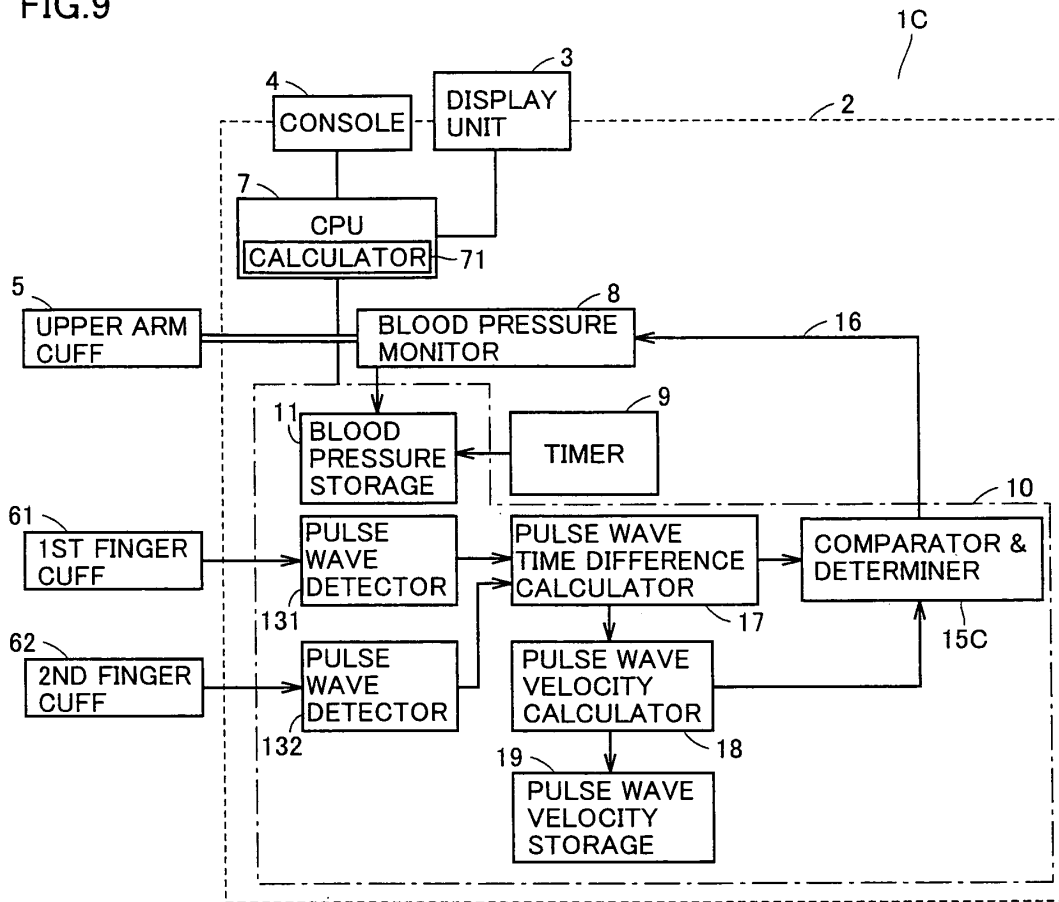 FIG.9
1C
3
4
DISPLAY
UNIT
2
CONSOLE
7
CPU
CALCULATOR
71
5
8
UPPER ARM
CUFF
BLOOD PRESSURE
MONITOR
16
11
9
BLOOD
PRESSURE
STORAGE
TIMER
10
61
1ST FINGER
CUFF
PULSE
WAVE
DETECTOR
131
PULSE WAVE
TIME DIFFERENCE
CALCULATOR
17
COMPARATOR &
DETERMINER
15C
62
2ND FINGER
CUFF
PULSE
WAVE
DETECTOR
132
PULSE WAVE
VELOCITY
CALCULATOR
18
19
PULSE WAVE
VELOCITY
STORAGE